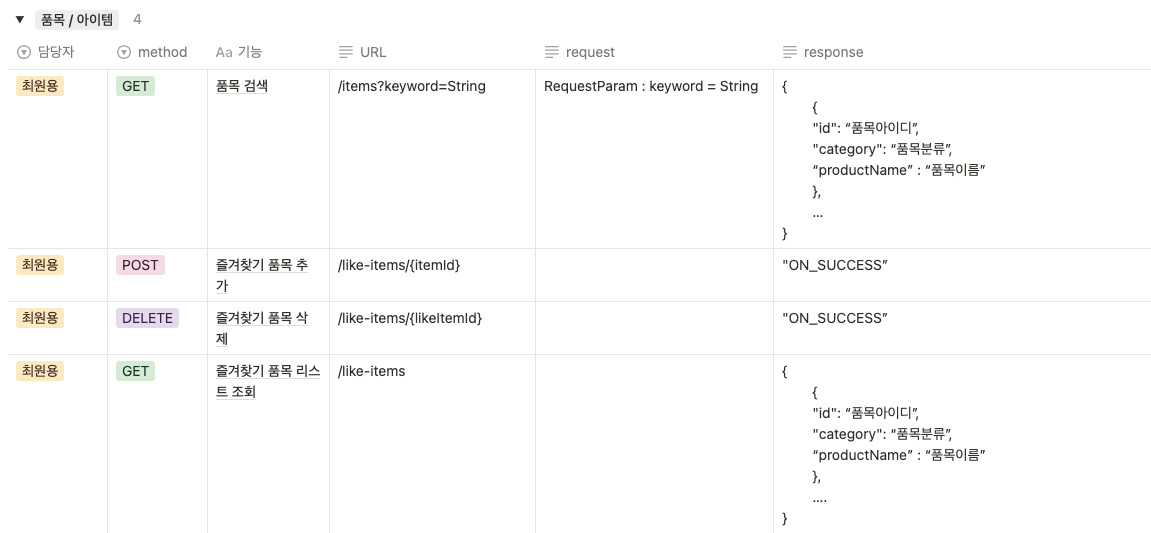 ▼ 품목 / 아이템 4
담당자 method Aa 기능 URL request response
최원용 GET 품목 검색 /items?keyword=String RequestParam : keyword = String {
{
"id": “품목아이디”,
"category": “품목분류”,
“productName” : “품목이름”
},
...
}
최원용 POST 즐겨찾기 품목 추 /like-items/{itemId} "ON_SUCCESS”
가
최원용 DELETE 즐겨찾기 품목 삭 /like-items/{likeItemId} "ON_SUCCESS”
제
최원용 GET 즐겨찾기 품목 리스 /like-items {
트 조회 {
"id": “품목아이디”,
"category": “품목분류”,
“productName” : “품목이름”
},
....
}